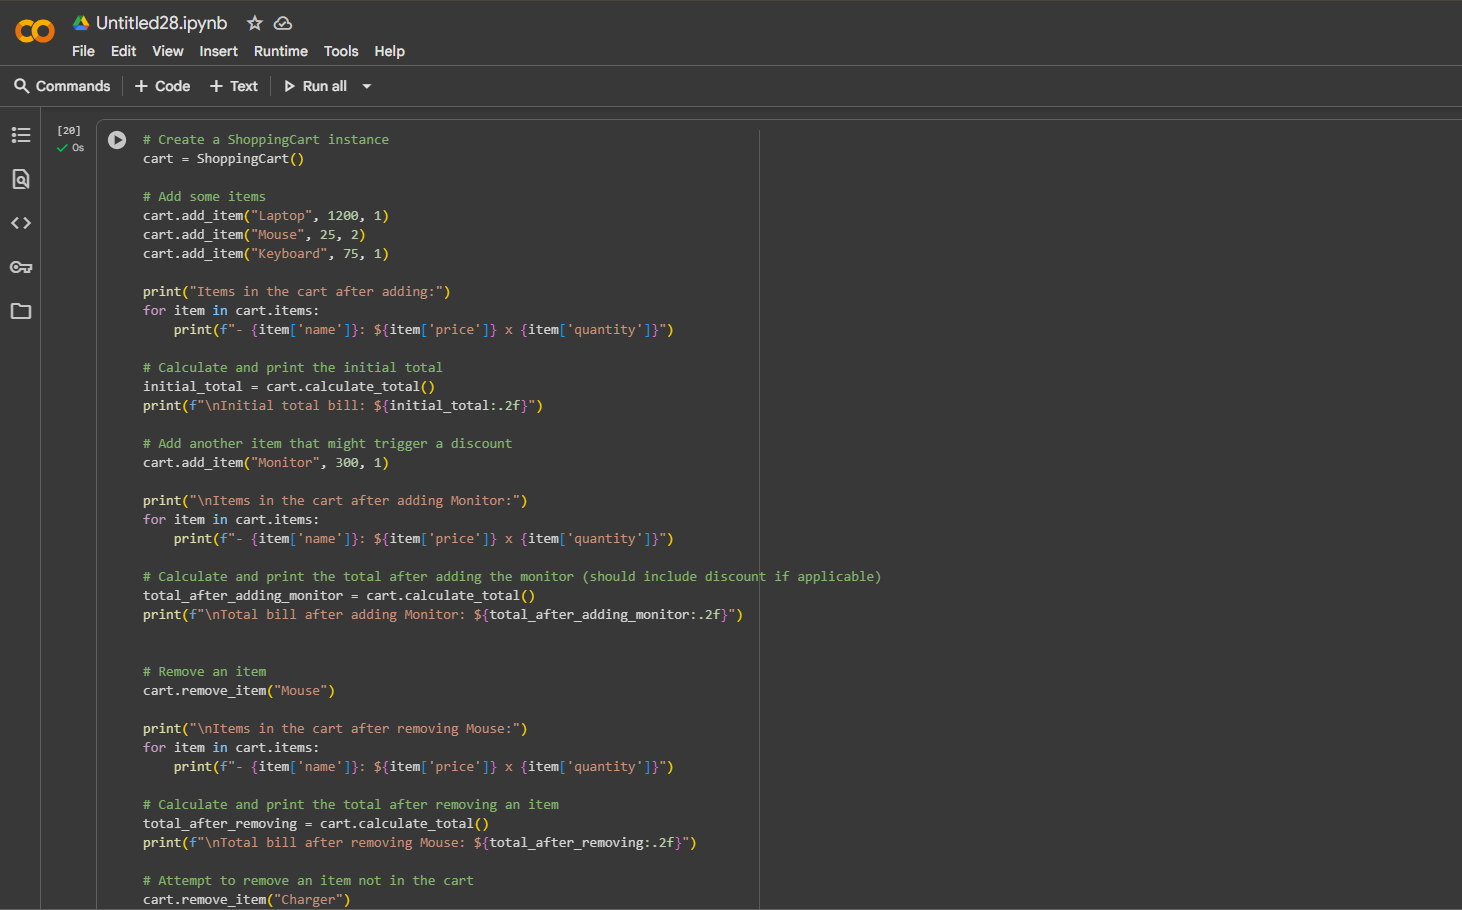 Untitled28.ipynb
File Edit View Insert Runtime Tools Help
Commands + Code + Text Run all
[20]
0s
# Create a ShoppingCart instance
cart = ShoppingCart()
# Add some items
cart.add_item("Laptop", 1200, 1)
cart.add_item("Mouse", 25, 2)
cart.add_item("Keyboard", 75, 1)
print("Items in the cart after adding:")
for item in cart.items:
    print(f"- {item['name']}: ${item['price']} x {item['quantity']}")
# Calculate and print the initial total
initial_total = cart.calculate_total()
print(f"\nInitial total bill: ${initial_total:.2f}")
# Add another item that might trigger a discount
cart.add_item("Monitor", 300, 1)
print("\nItems in the cart after adding Monitor:")
for item in cart.items:
    print(f"- {item['name']}: ${item['price']} x {item['quantity']}")
# Calculate and print the total after adding the monitor (should include discount if applicable)
total_after_adding_monitor = cart.calculate_total()
print(f"\nTotal bill after adding Monitor: ${total_after_adding_monitor:.2f}")
# Remove an item
cart.remove_item("Mouse")
print("\nItems in the cart after removing Mouse:")
for item in cart.items:
    print(f"- {item['name']}: ${item['price']} x {item['quantity']}")
# Calculate and print the total after removing an item
total_after_removing = cart.calculate_total()
print(f"\nTotal bill after removing Mouse: ${total_after_removing:.2f}")
# Attempt to remove an item not in the cart
cart.remove_item("Charger")